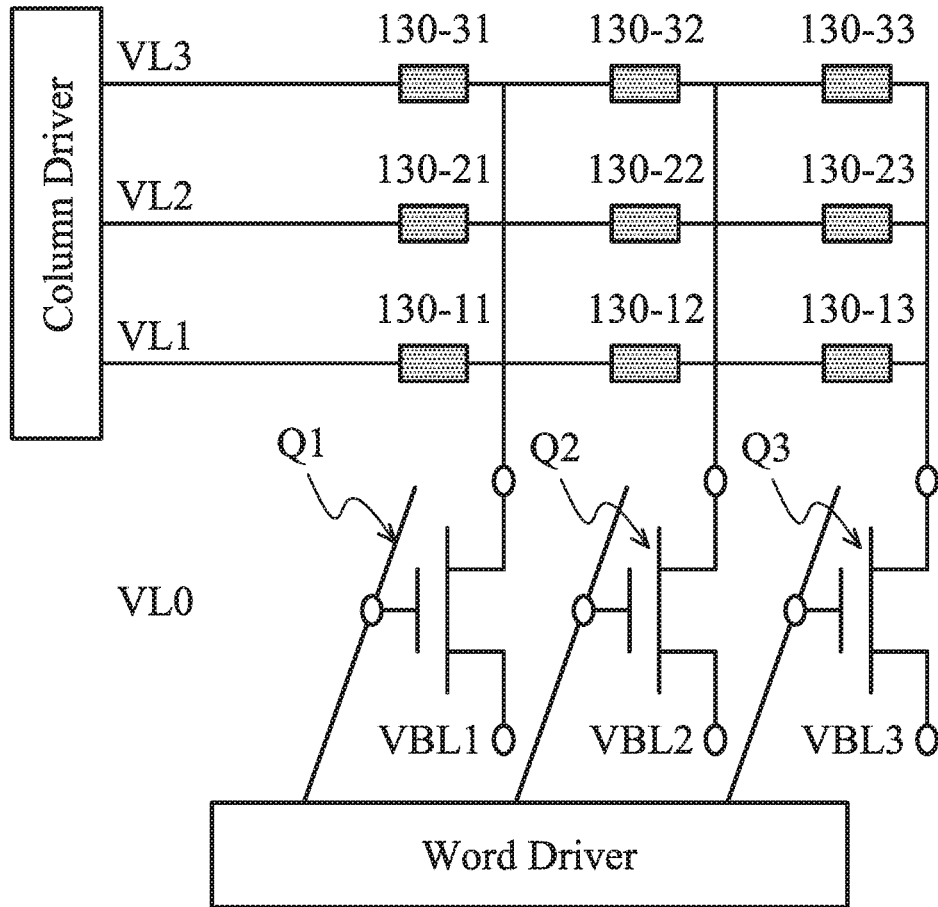 Column Driver
VL3
130-31
130-32
130-33
VL2
130-21
130-22
130-23
VL1
130-11
130-12
130-13
Q1
Q2
Q3
VL0
VBL1
VBL2
VBL3
Word Driver